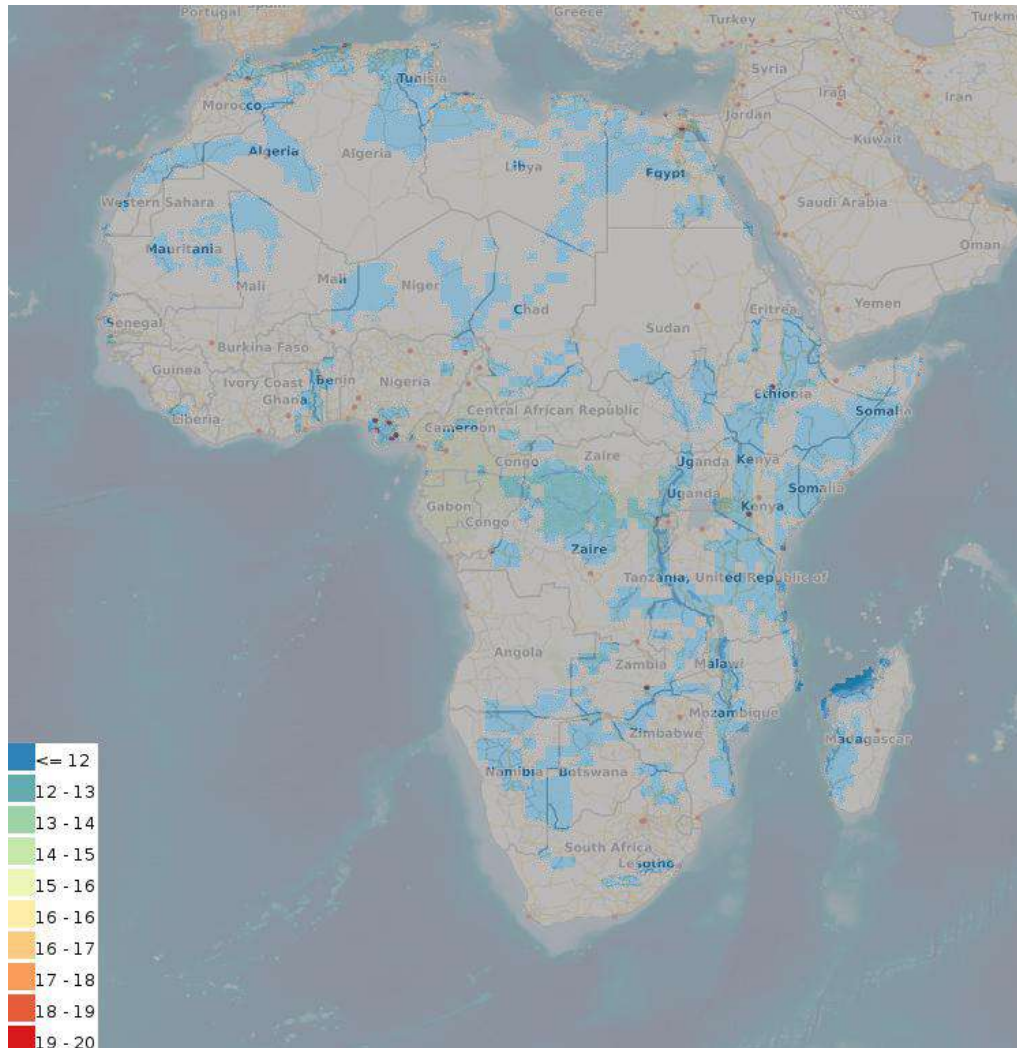 Portugal
Greece
Turkey
Turkm
Syria
Iraq
Iran
Jordan
Kuwait
Tunisia
Morocco
Algeria
Algeria
Libya
Egypt
Western Sahara
Saudi Arabia
Oman
Mauritania
Mali
Mali
Niger
Chad
Sudan
Eritrea
Yemen
Senegal
Burkina Faso
Guinea
Ivory Coast
Benin
Nigeria
Ghana
Liberia
Central African Republic
Ethiopia
Somalia
Cameroon
Congo
Zaire
Uganda
Kenya
Gabon
Congo
Uganda
Kenya
Somalia
Zaire
Tanzania, United Republic of
Angola
Zambia
Malawi
Mozambique
Zimbabwe
Madagascar
Namibia
Botswana
South Africa
Lesotho
<= 12
12 - 13
13 - 14
14 - 15
15 - 16
16 - 16
16 - 17
17 - 18
18 - 19
19 - 20